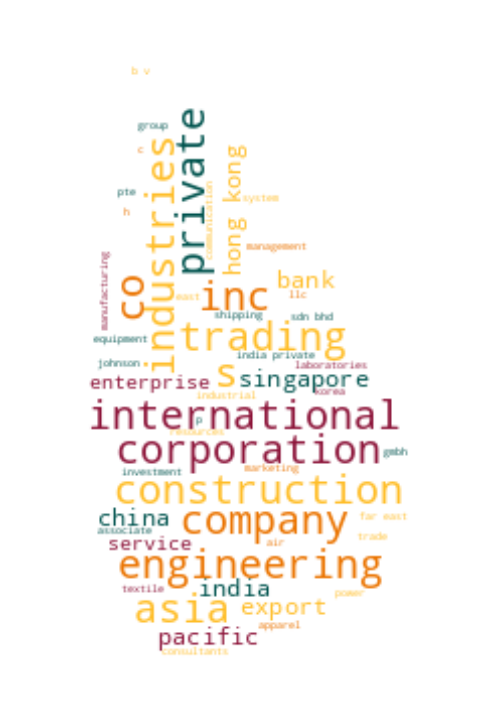 b v
group
private
industries
c
hong kong
communication
pte
system
h
management
manufacturing
co
bank
inc
east
llc
shipping
sdn bhd
trading
equipment
india private
johnson
laboratories
s
singapore
enterprise
korea
industrial
international
p
resources
corporation
gmbh
investment
marketing
construction
china
company
far east
associate
trade
service
air
engineering
textile
india
power
asia
export
apparel
pacific
consultants